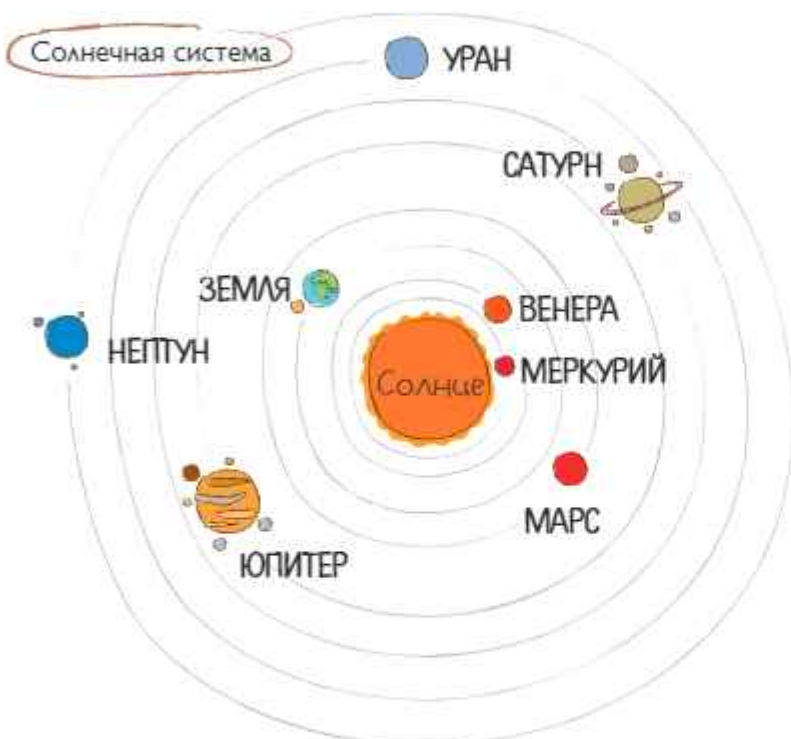 Солнечная система
УРАН
САТУРН
ЗЕМЛЯ
ВЕНЕРА
НЕПТУН
МЕРКУРИЙ
Солнце
МАРС
ЮПИТЕР